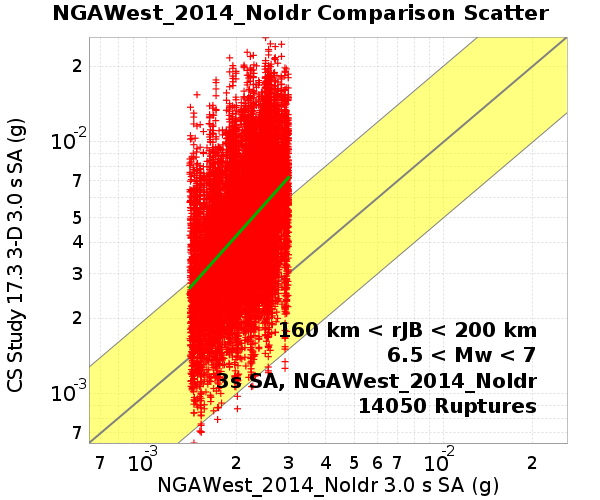 NGAWest_2014_NoIdr Comparison Scatter
CS Study 17.3 3-D 3.0 s SA (g)
2
10-2
7
5
4
3
2
10-3
7
160 km < rJB < 200 km
6.5 < Mw < 7
3s SA, NGAWest_2014_NoIdr
14050 Ruptures
7 10-3 2 3 4 5 6 7 10-2 2
NGAWest_2014_NoIdr 3.0 s SA (g)